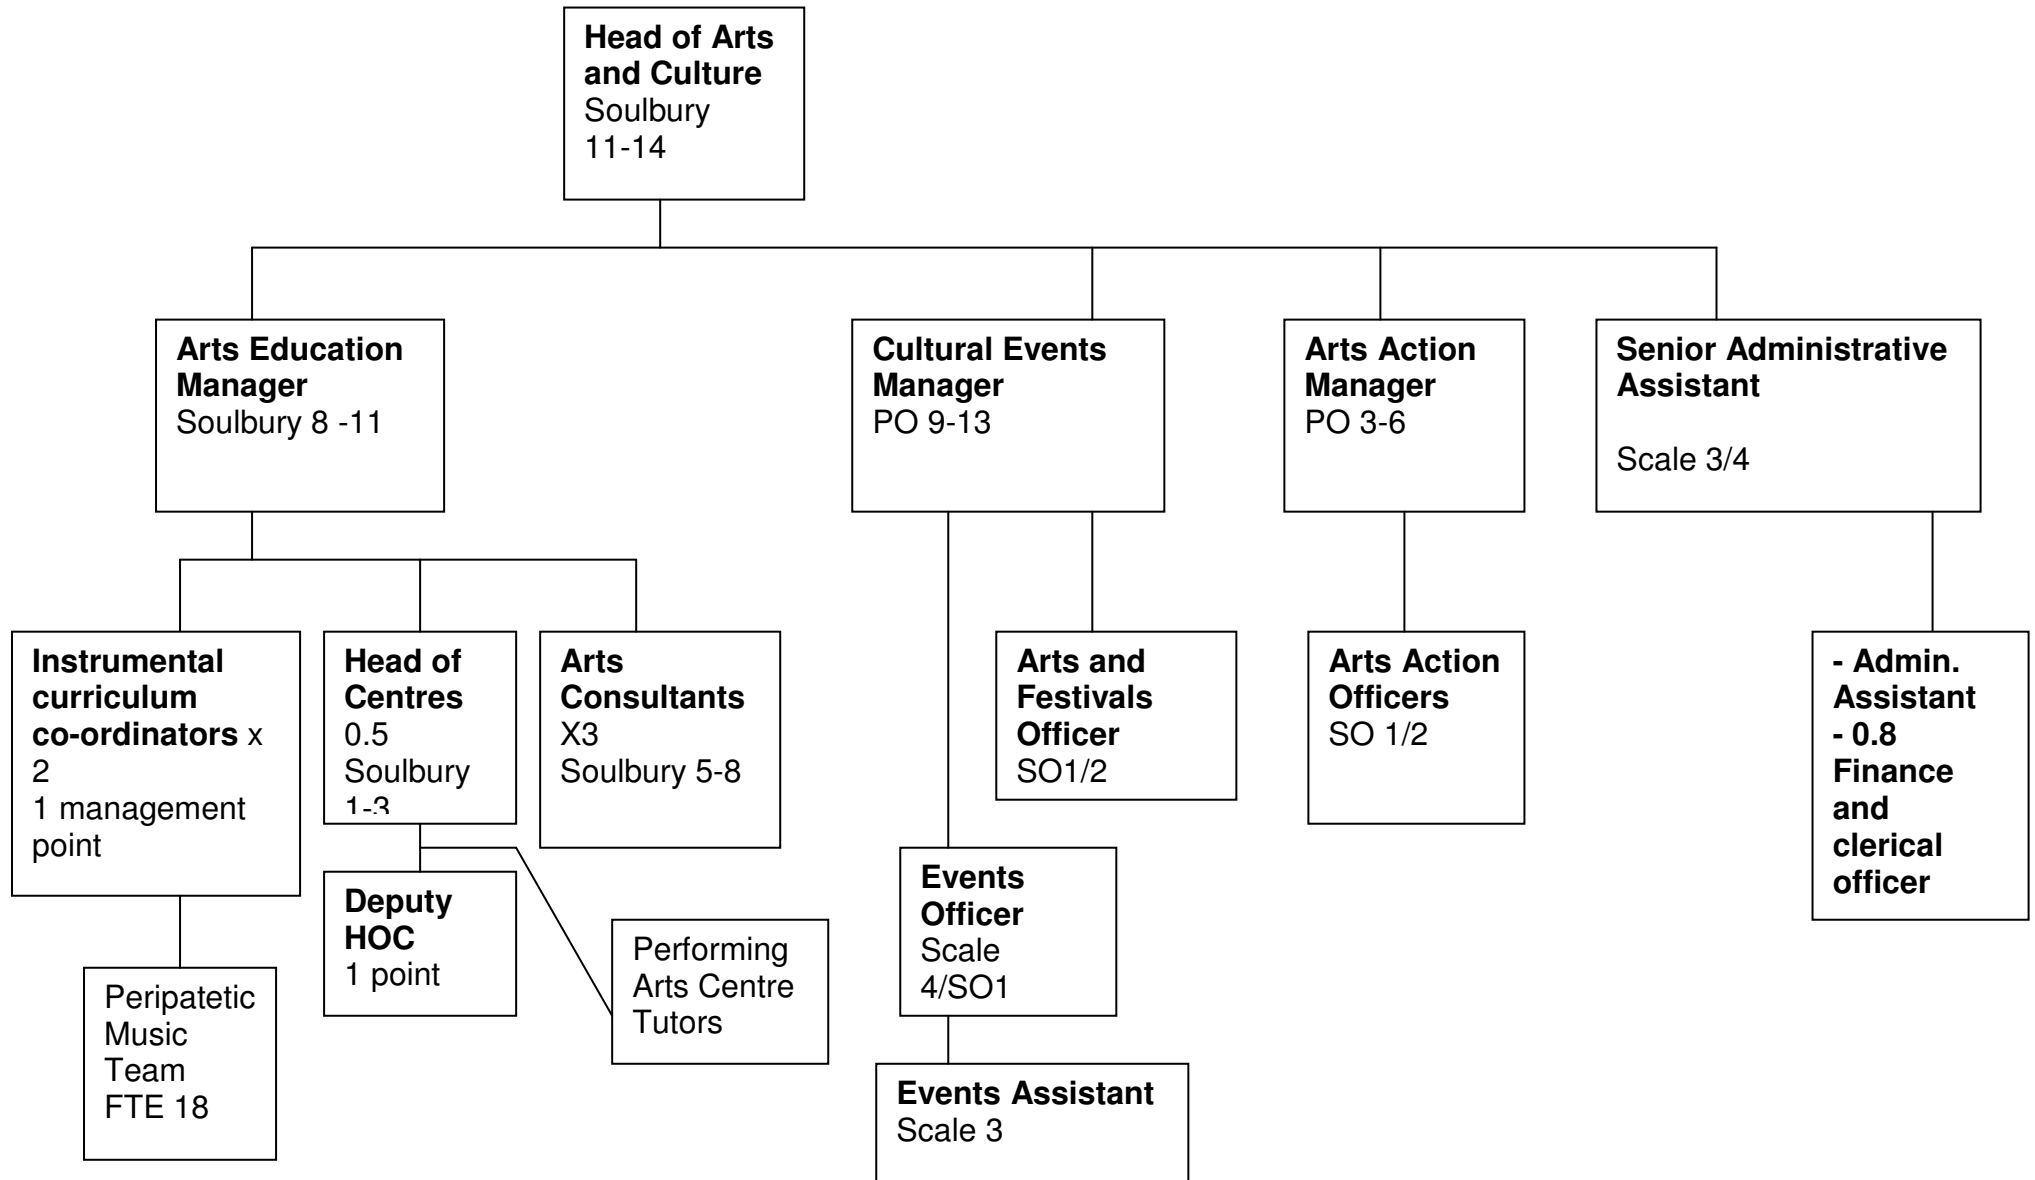 Head of Arts
and Culture
Soulbury
11-14
Arts Education
Manager
Soulbury 8 -11
Cultural Events
Manager
PO 9-13
Arts Action
Manager
PO 3-6
Senior Administrative
Assistant
Scale 3/4
Instrumental
curriculum
co-ordinators x
2
1 management
point
Head of
Centres
0.5
Soulbury
1-3
Arts
Consultants
X3
Soulbury 5-8
Arts and
Festivals
Officer
SO1/2
Arts Action
Officers
SO 1/2
- Admin.
Assistant
- 0.8
Finance
and
clerical
officer
Deputy
HOC
1 point
Performing
Arts Centre
Tutors
Events
Officer
Scale
4/SO1
Peripatetic
Music
Team
FTE 18
Events Assistant
Scale 3